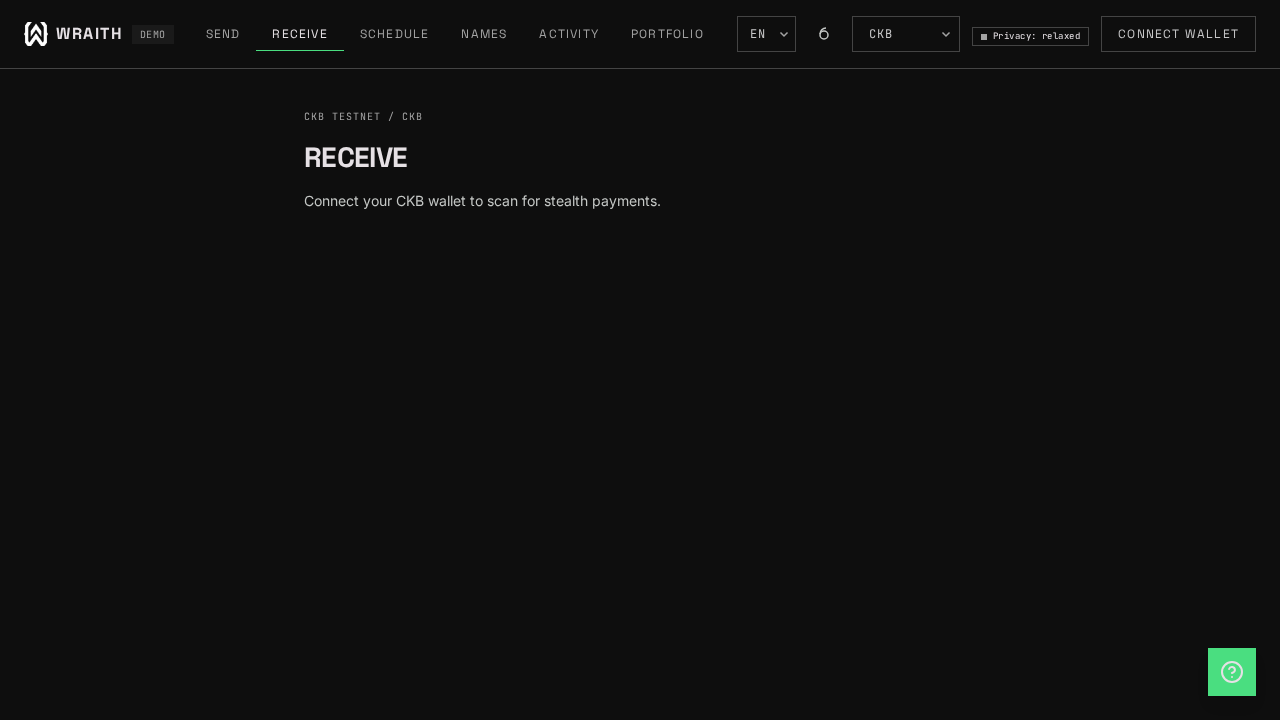 WRAITH DEMO SEND RECEIVE SCHEDULE NAMES ACTIVITY PORTFOLIO EN CKB Privacy: relaxed CONNECT WALLET
CKB TESTNET / CKB
RECEIVE
Connect your CKB wallet to scan for stealth payments.